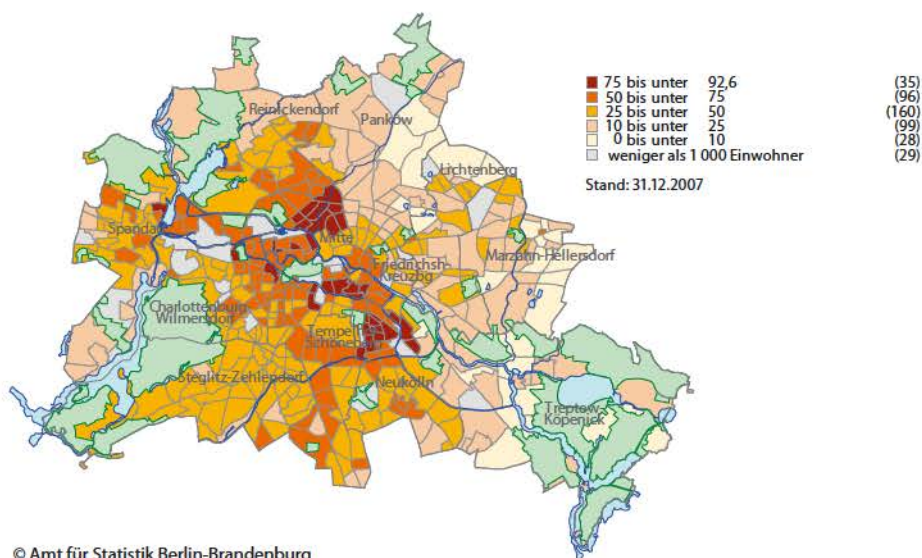 75 bis unter 92,6 (35)
50 bis unter 75 (96)
25 bis unter 50 (160)
10 bis unter 25 (99)
0 bis unter 10 (28)
weniger als 1 000 Einwohner (29)
Stand: 31.12.2007
Reinickendorf
Pankow
Lichtenberg
Spandau
Mitte
Marzahn-Hellersdorf
Friedrichsh-
Kreuzbg
Charlottenburg
Wilmersdorf
Tempelhof
Schöneberg
Steglitz-Zehlendorf
Neukölln
Treptow
Köpenick
© Amt für Statistik Berlin-Brandenburg